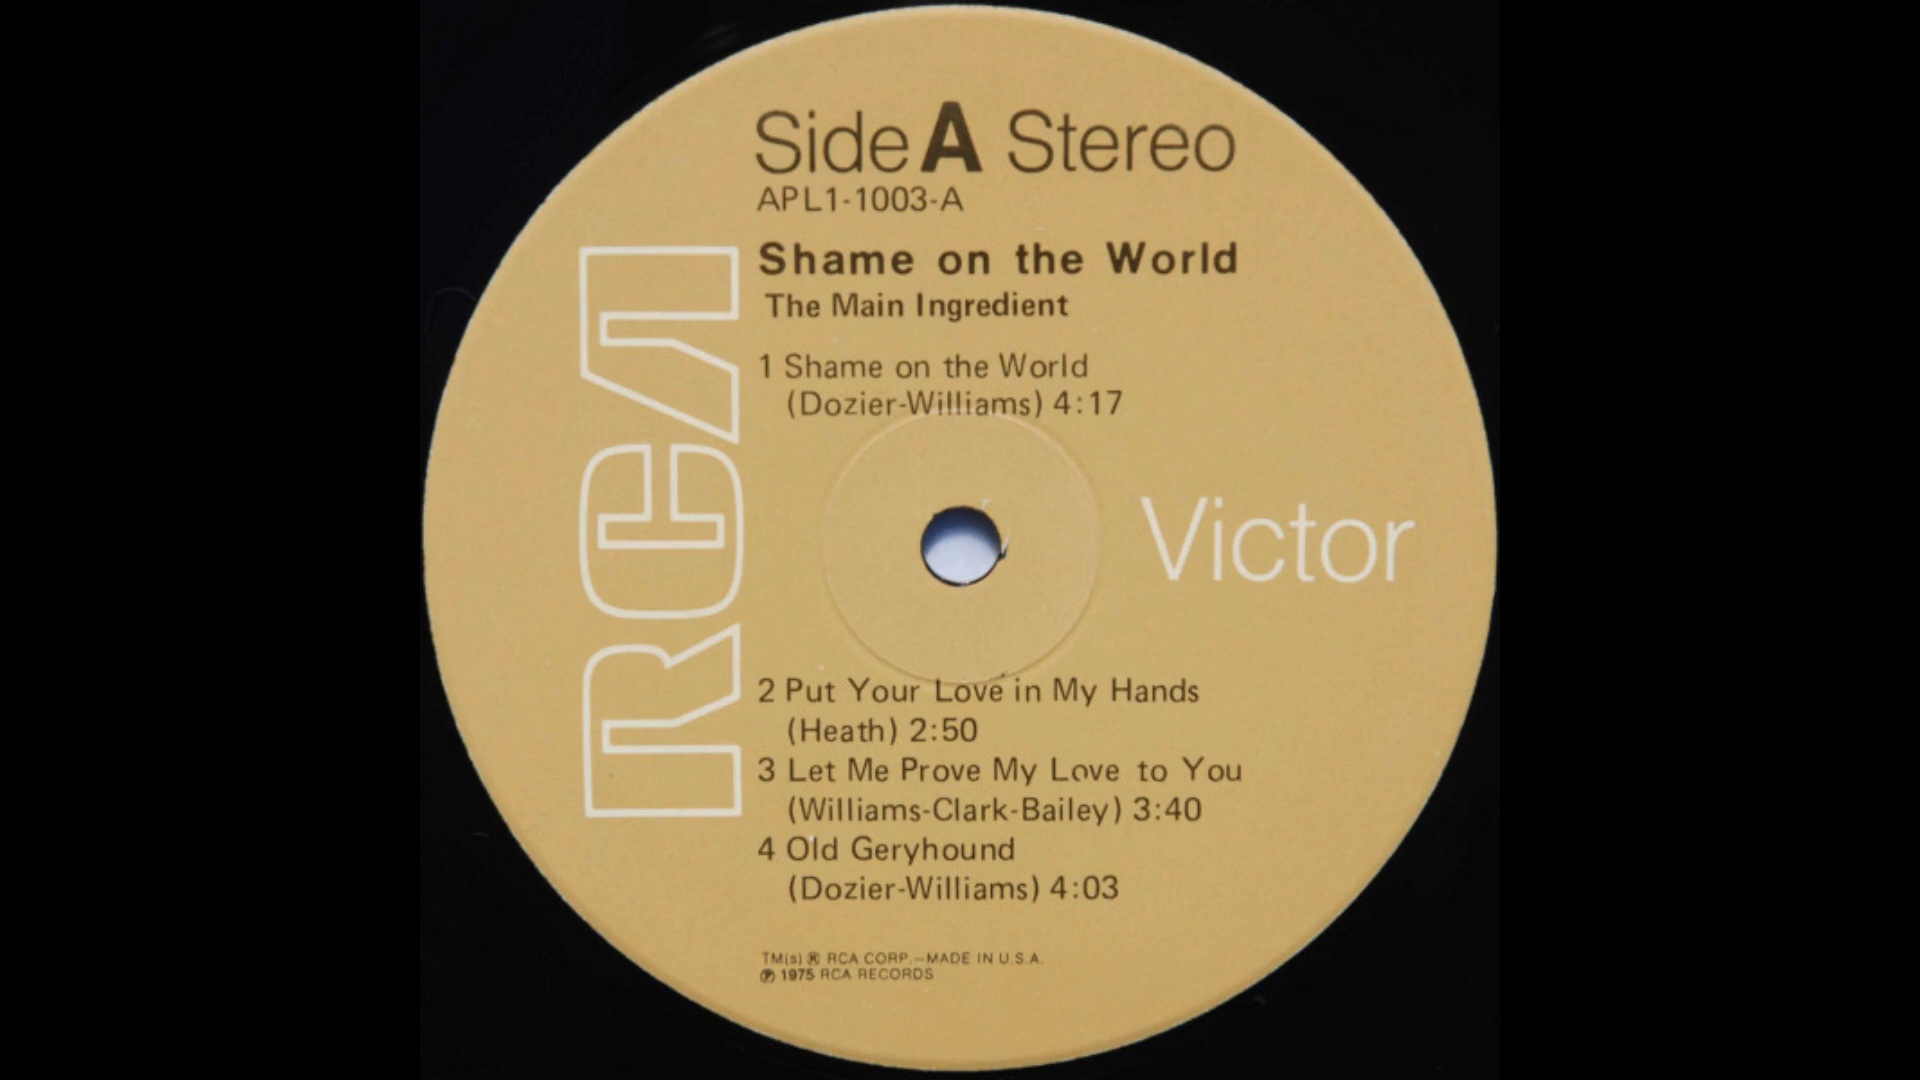 Side A Stereo
APL1-1003-A
Shame on the World
The Main Ingredient
1 Shame on the World
(Dozier-Williams) 4:17
RCA
Victor
2 Put Your Love in My Hands
(Heath) 2:50
3 Let Me Prove My Love to You
(Williams-Clark-Bailey) 3:40
4 Old Geryhound
(Dozier-Williams) 4:03
TM(s) ® RCA CORP.—MADE IN U.S.A.
℗ 1975 RCA RECORDS